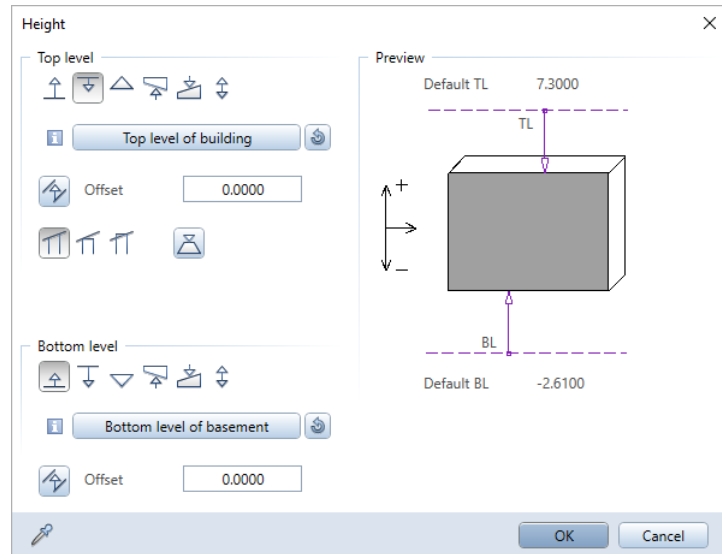 Height
Top level
Top level of building
Offset 0.0000
Bottom level
Bottom level of basement
Offset 0.0000
Preview
Default TL 7.3000
TL
+
−
BL
Default BL -2.6100
OK Cancel